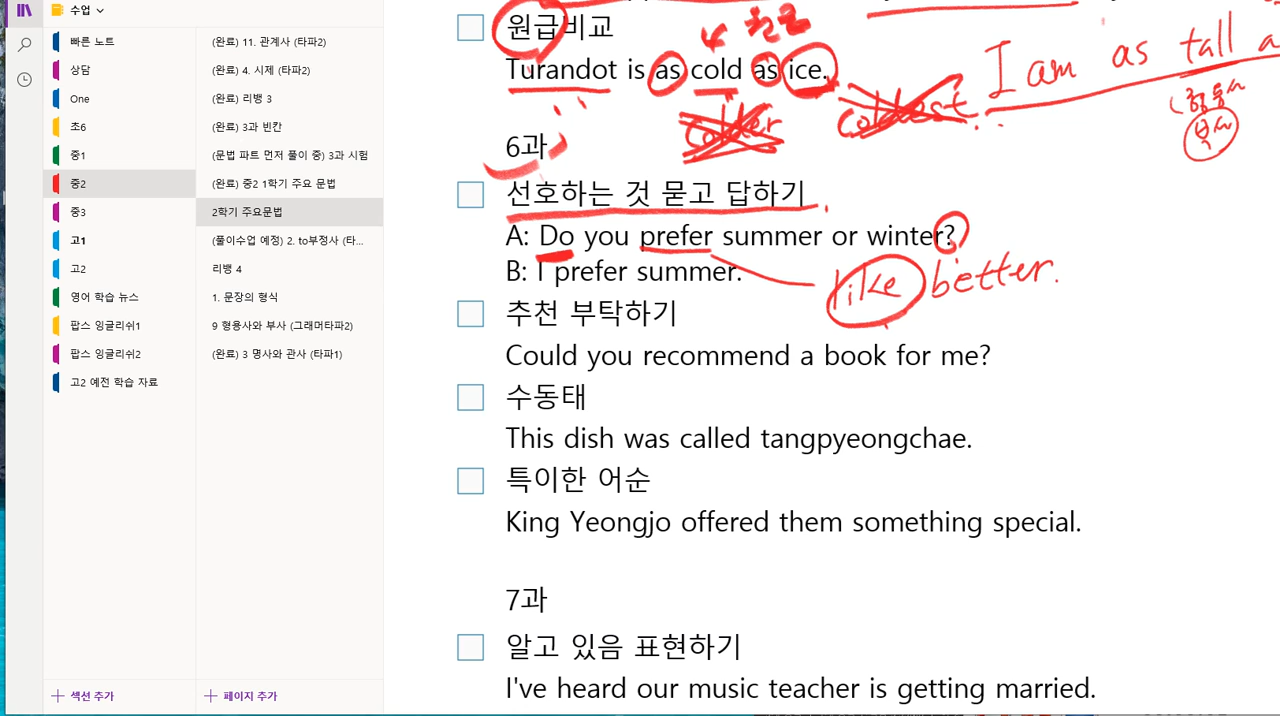 수업
빠른 노트
상담
One
초6
중1
중2
중3
고1
고2
영어 학습 뉴스
팝스 잉글리쉬1
팝스 잉글리쉬2
고2 예전 학습 자료
섹션 추가
(완료) 11. 관계사 (타파2)
(완료) 4. 시제 (타파2)
(완료) 리뱅 3
(완료) 3과 빈칸
(문법 파트 먼저 풀이 중) 3과 시험
(완료) 중2 1학기 주요 문법
2학기 주요문법
(풀이수업 예정) 2. to부정사 (타...
리뱅 4
1. 문장의 형식
9 형용사와 부사 (그래머타파2)
(완료) 3 명사와 관사 (타파1)
페이지 추가
원급비교
Turandot is as cold as ice.
colder
coldest
I am as tall a
부사
6과
선호하는 것 묻고 답하기
A: Do you prefer summer or winter?
B: I prefer summer.
like better.
추천 부탁하기
Could you recommend a book for me?
수동태
This dish was called tangpyeongchae.
특이한 어순
King Yeongjo offered them something special.
7과
알고 있음 표현하기
I've heard our music teacher is getting married.